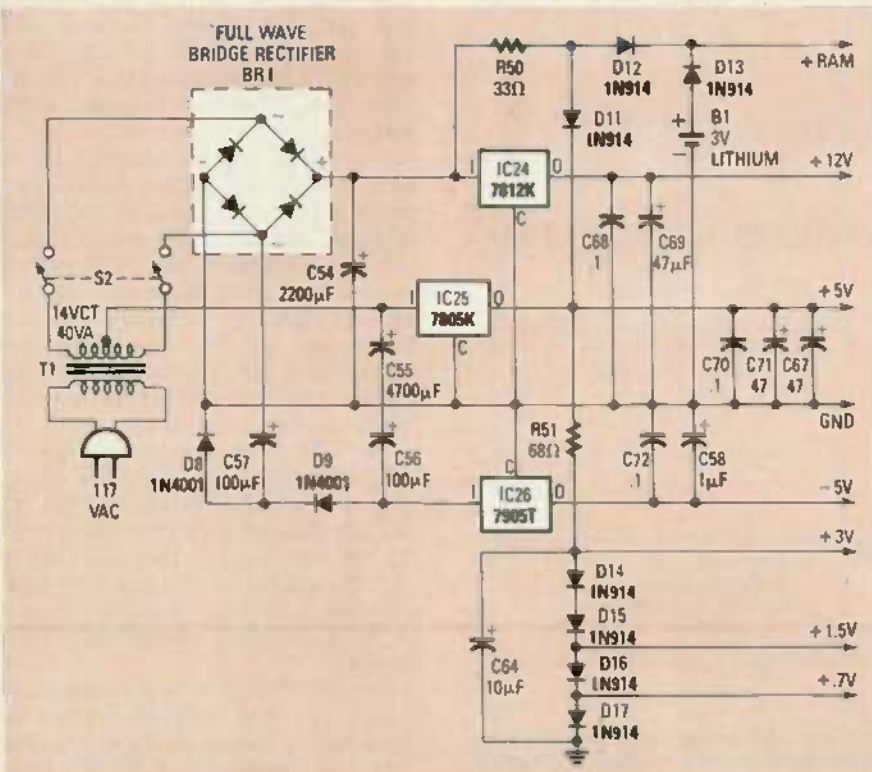 FULL WAVE
BRIDGE RECTIFIER
BR1
R50
33Ω
D12
1N914
D13
1N914
+ RAM
D11
1N914
+
B1
3V
LITHIUM
-
+ 12V
-
+
I
IC24
7812K
O
C
C68
.1
+
C69
47µF
+
C54
2200µF
S2
14VCT
40VA
T1
117
VAC
I
IC25
7805K
O
C
+ 5V
+
C55
4700µF
C70
.1
+
C71
47
+
C67
47
GND
D8
1N4001
+
C57
100µF
D9
1N4001
+
C56
100µF
R51
68Ω
C72
.1
+
C58
1µF
C
I
IC26
7905T
O
- 5V
+ 3V
D14
1N914
D15
1N914
+ 1.5V
D16
1N914
+ .7V
D17
1N914
+
C64
10µF